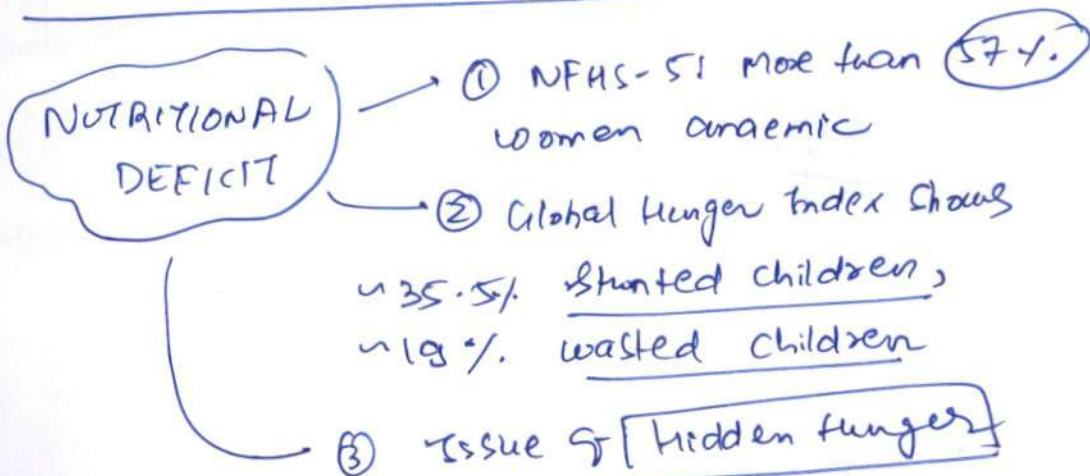 NUTRITIONAL
DEFICIT
① NFHS-5: More than 57%.
women anaemic
② Global Hunger Index shows
~35.5% stunted children,
~19%. wasted children
③ Issue of Hidden Hunger